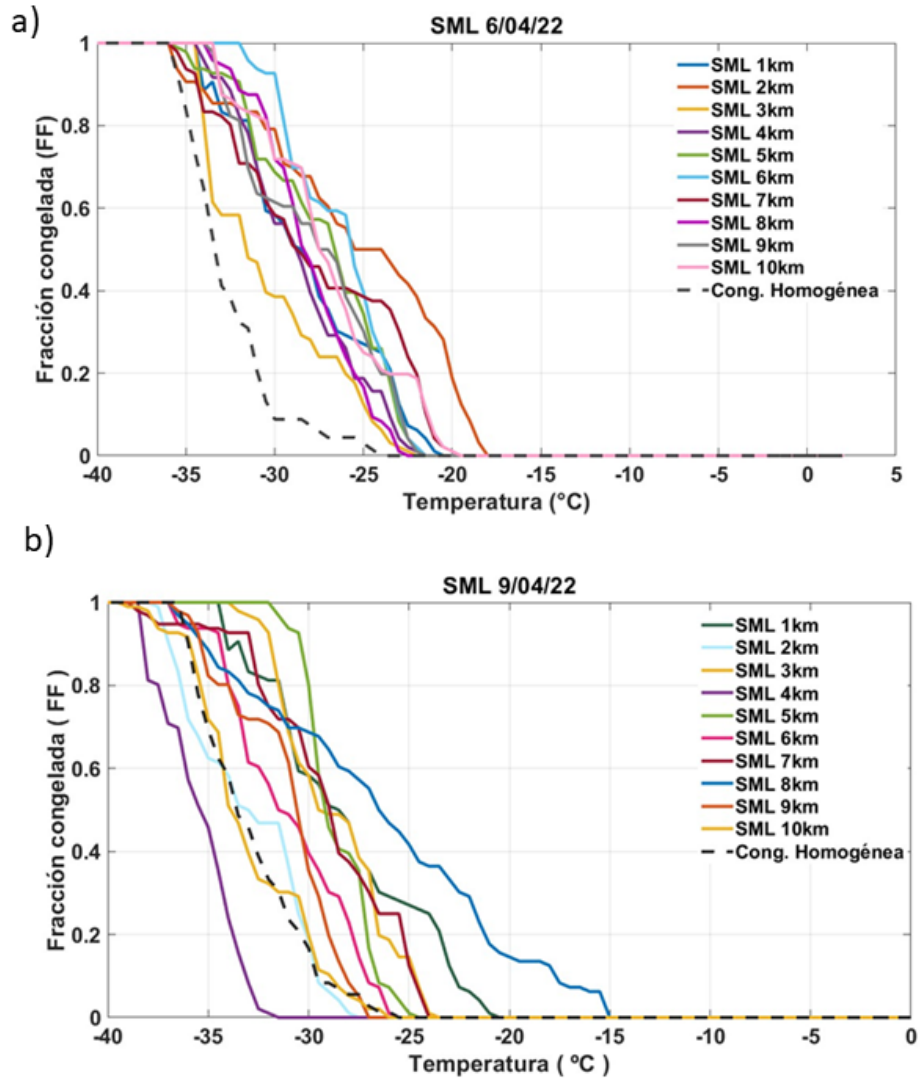 a)
SML 6/04/22
Fracción congelada (FF)
1
0.8
0.6
0.4
0.2
0
-40 -35 -30 -25 -20 -15 -10 -5 0 5
Temperatura (°C)
SML 1km
SML 2km
SML 3km
SML 4km
SML 5km
SML 6km
SML 7km
SML 8km
SML 9km
SML 10km
Cong. Homogénea
b)
SML 9/04/22
Fracción congelada ( FF )
1
0.8
0.6
0.4
0.2
0
-40 -35 -30 -25 -20 -15 -10 -5 0
Temperatura ( ºC )
SML 1km
SML 2km
SML 3km
SML 4km
SML 5km
SML 6km
SML 7km
SML 8km
SML 9km
SML 10km
Cong. Homogénea